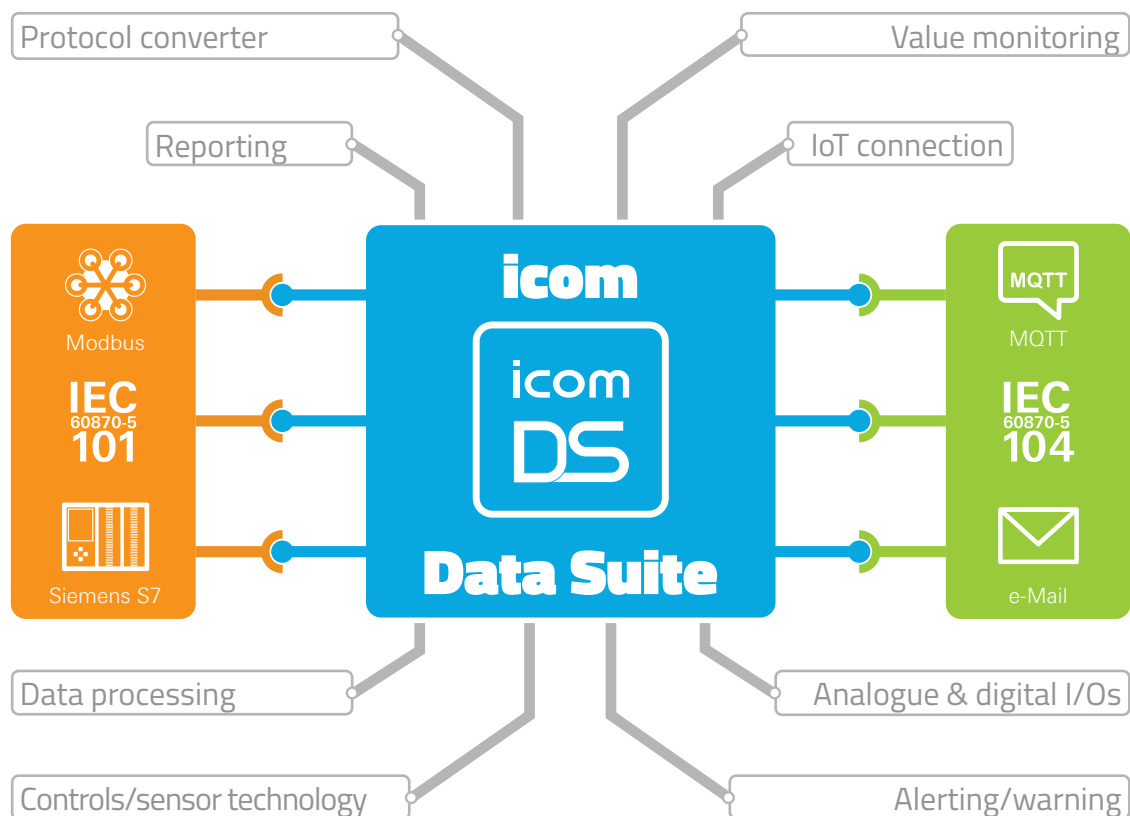 Protocol converter
Value monitoring
Reporting
IoT connection
Modbus
IEC
60870-5
101
Siemens S7
icom
icom
DS
Data Suite
MQTT
MQTT
IEC
60870-5
104
e-Mail
Data processing
Analogue & digital I/Os
Controls/sensor technology
Alerting/warning